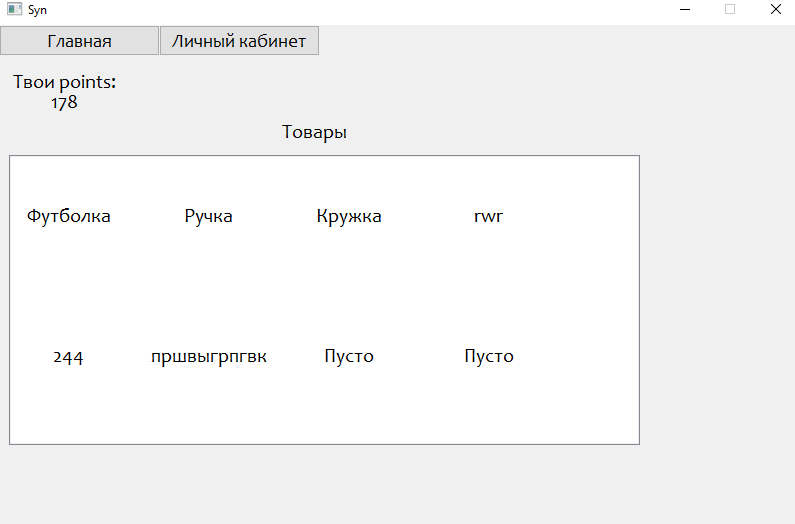 Syn
Главная Личный кабинет
Твои points:
178
Товары
Футболка Ручка Кружка rwr
244 пршвыгрпгвк Пусто Пусто